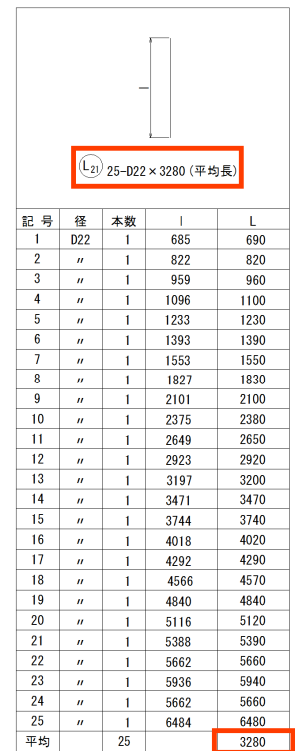 l
L21 25-D22×3280 (平均長)
記 号 径 本数 l L
1 D22 1 685 690
2 〃 1 822 820
3 〃 1 959 960
4 〃 1 1096 1100
5 〃 1 1233 1230
6 〃 1 1393 1390
7 〃 1 1553 1550
8 〃 1 1827 1830
9 〃 1 2101 2100
10 〃 1 2375 2380
11 〃 1 2649 2650
12 〃 1 2923 2920
13 〃 1 3197 3200
14 〃 1 3471 3470
15 〃 1 3744 3740
16 〃 1 4018 4020
17 〃 1 4292 4290
18 〃 1 4566 4570
19 〃 1 4840 4840
20 〃 1 5116 5120
21 〃 1 5388 5390
22 〃 1 5662 5660
23 〃 1 5936 5940
24 〃 1 5662 5660
25 〃 1 6484 6480
平均 25 3280